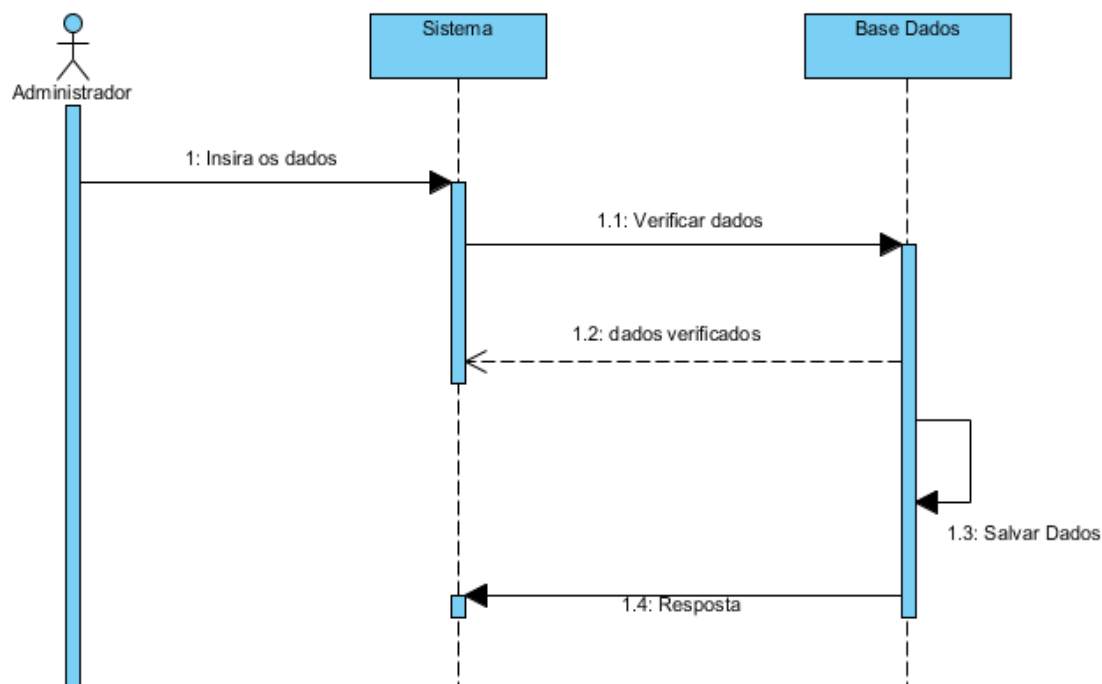 Sistema
Base Dados
Administrador
1: Insira os dados
1.1: Verificar dados
1.2: dados verificados
1.3: Salvar Dados
1.4: Resposta